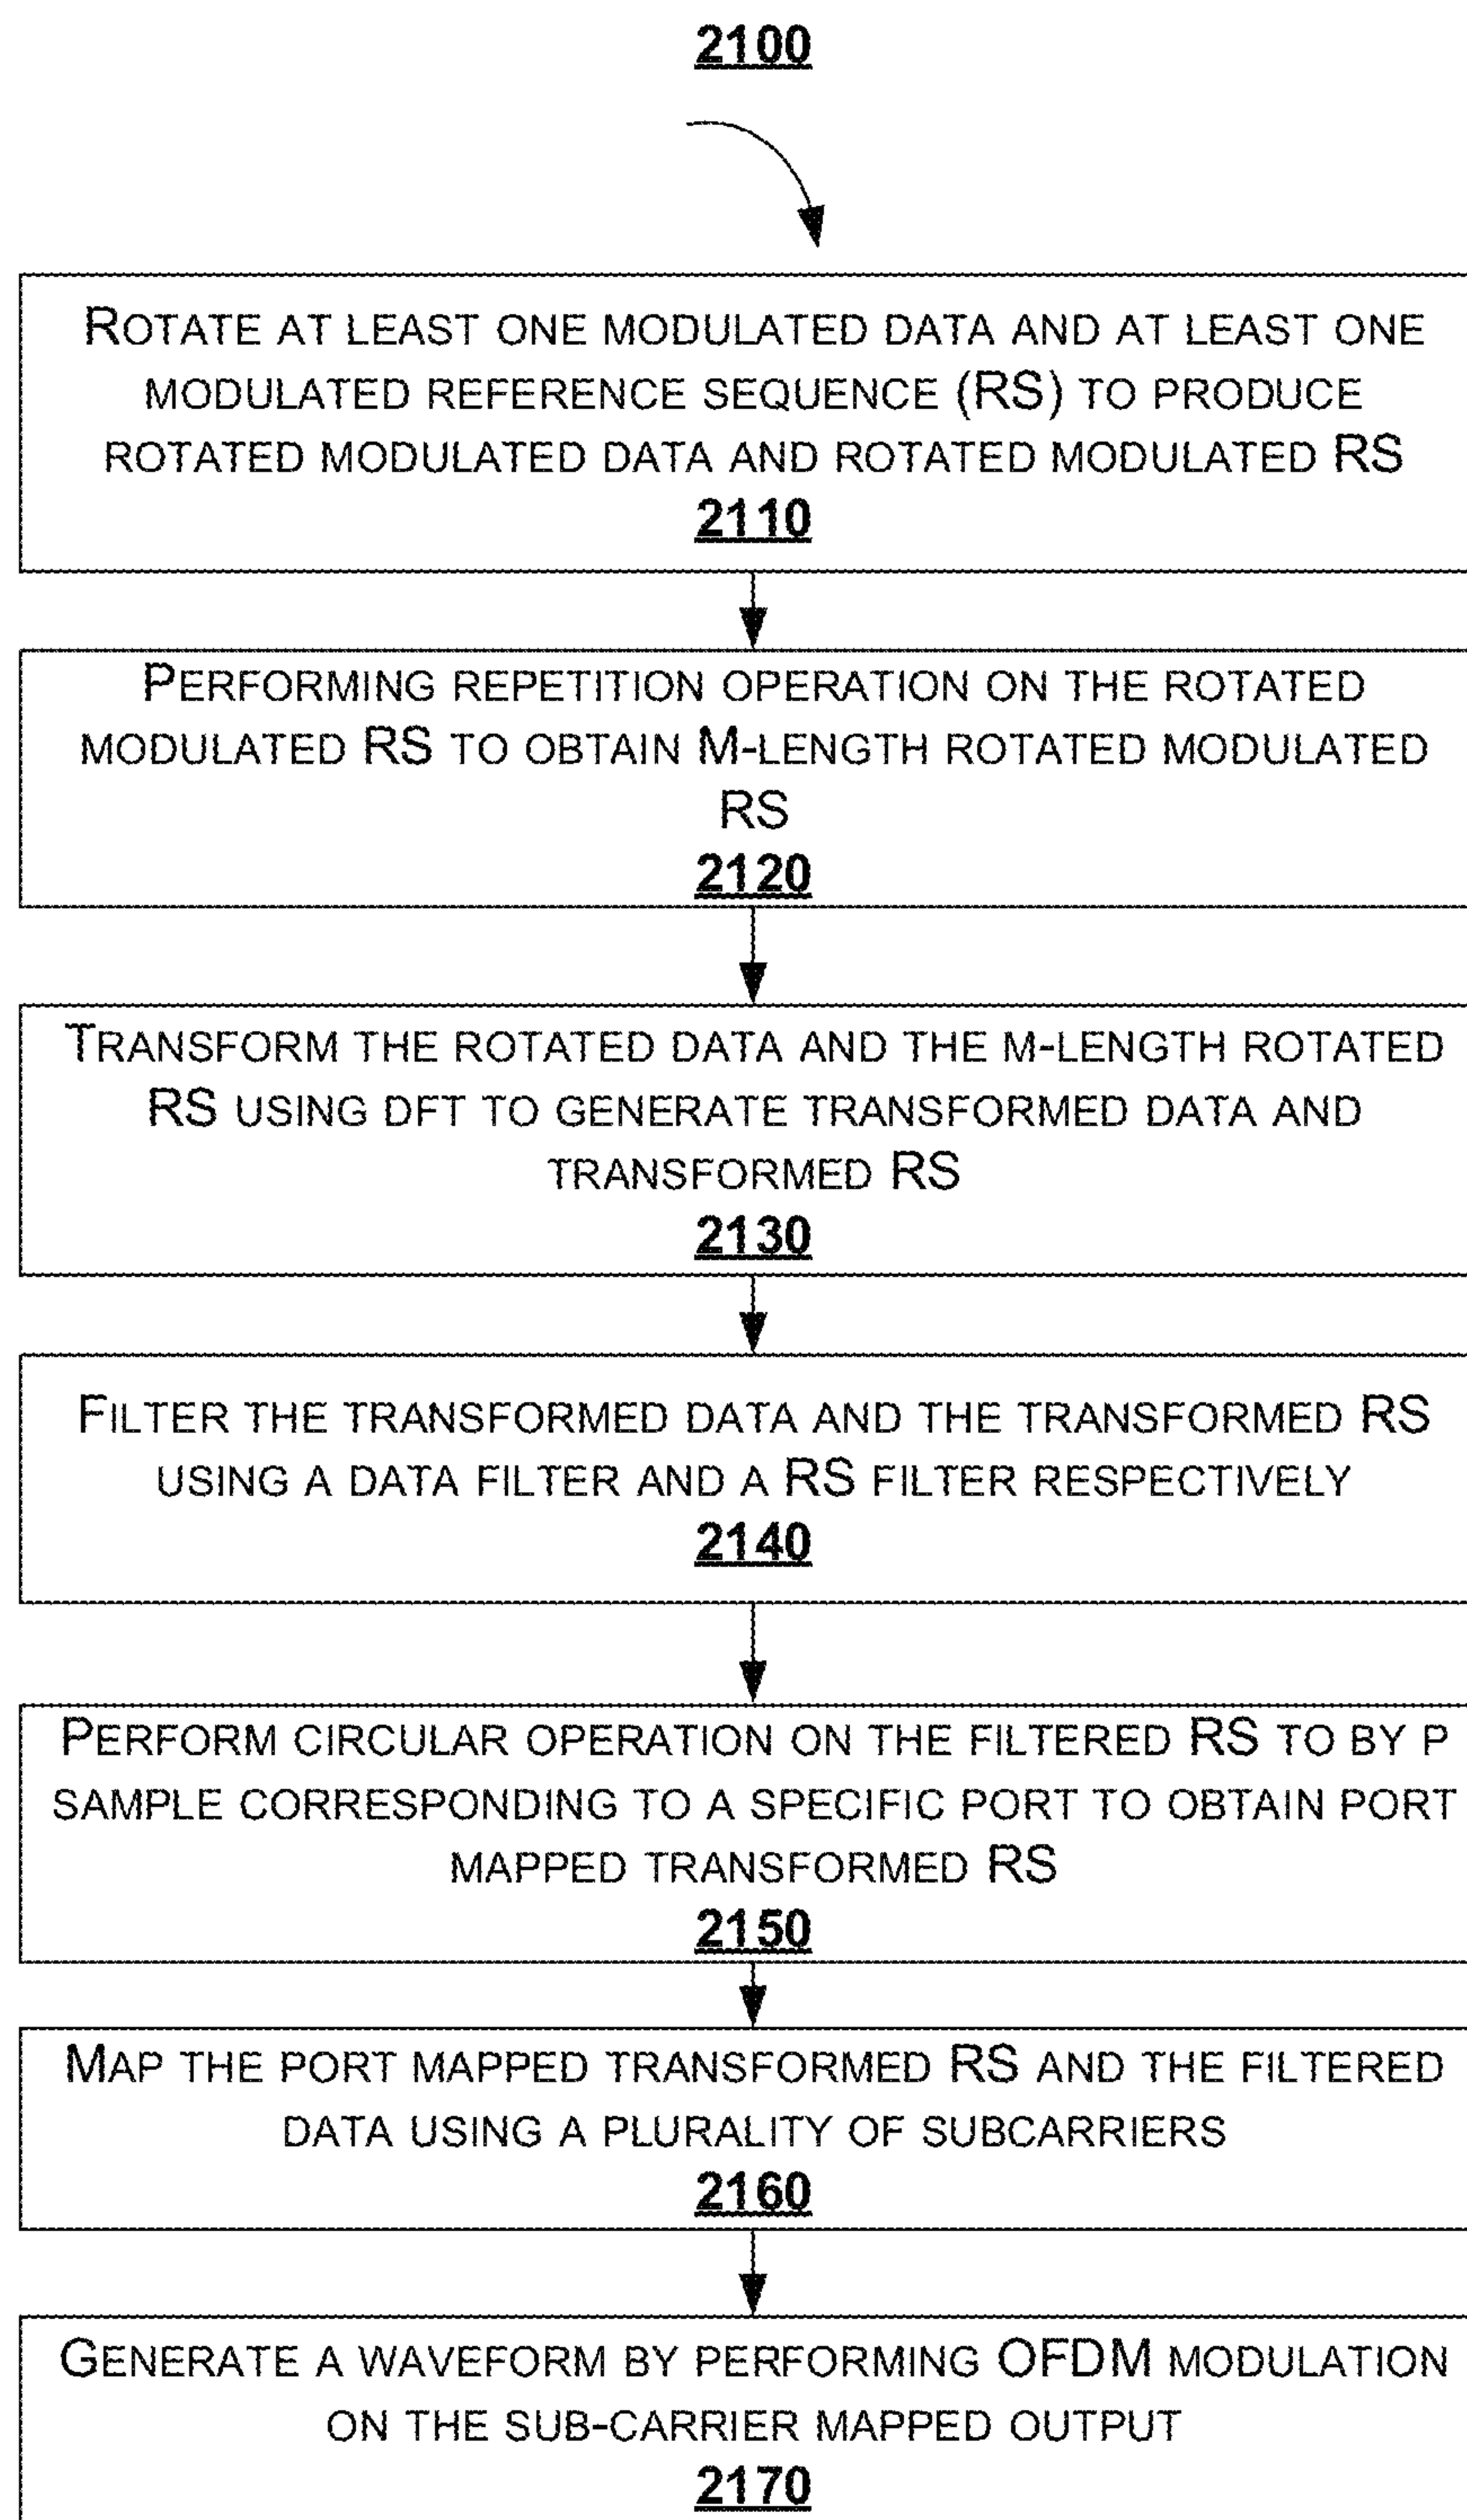 2100
ROTATE AT LEAST ONE MODULATED DATA AND AT LEAST ONE
MODULATED REFERENCE SEQUENCE (RS) TO PRODUCE
ROTATED MODULATED DATA AND ROTATED MODULATED RS
2110
PERFORMING REPETITION OPERATION ON THE ROTATED
MODULATED RS TO OBTAIN M-LENGTH ROTATED MODULATED
RS
2120
TRANSFORM THE ROTATED DATA AND THE M-LENGTH ROTATED
RS USING DFT TO GENERATE TRANSFORMED DATA AND
TRANSFORMED RS
2130
FILTER THE TRANSFORMED DATA AND THE TRANSFORMED RS
USING A DATA FILTER AND A RS FILTER RESPECTIVELY
2140
PERFORM CIRCULAR OPERATION ON THE FILTERED RS TO BY P
SAMPLE CORRESPONDING TO A SPECIFIC PORT TO OBTAIN PORT
MAPPED TRANSFORMED RS
2150
MAP THE PORT MAPPED TRANSFORMED RS AND THE FILTERED
DATA USING A PLURALITY OF SUBCARRIERS
2160
GENERATE A WAVEFORM BY PERFORMING OFDM MODULATION
ON THE SUB-CARRIER MAPPED OUTPUT
2170